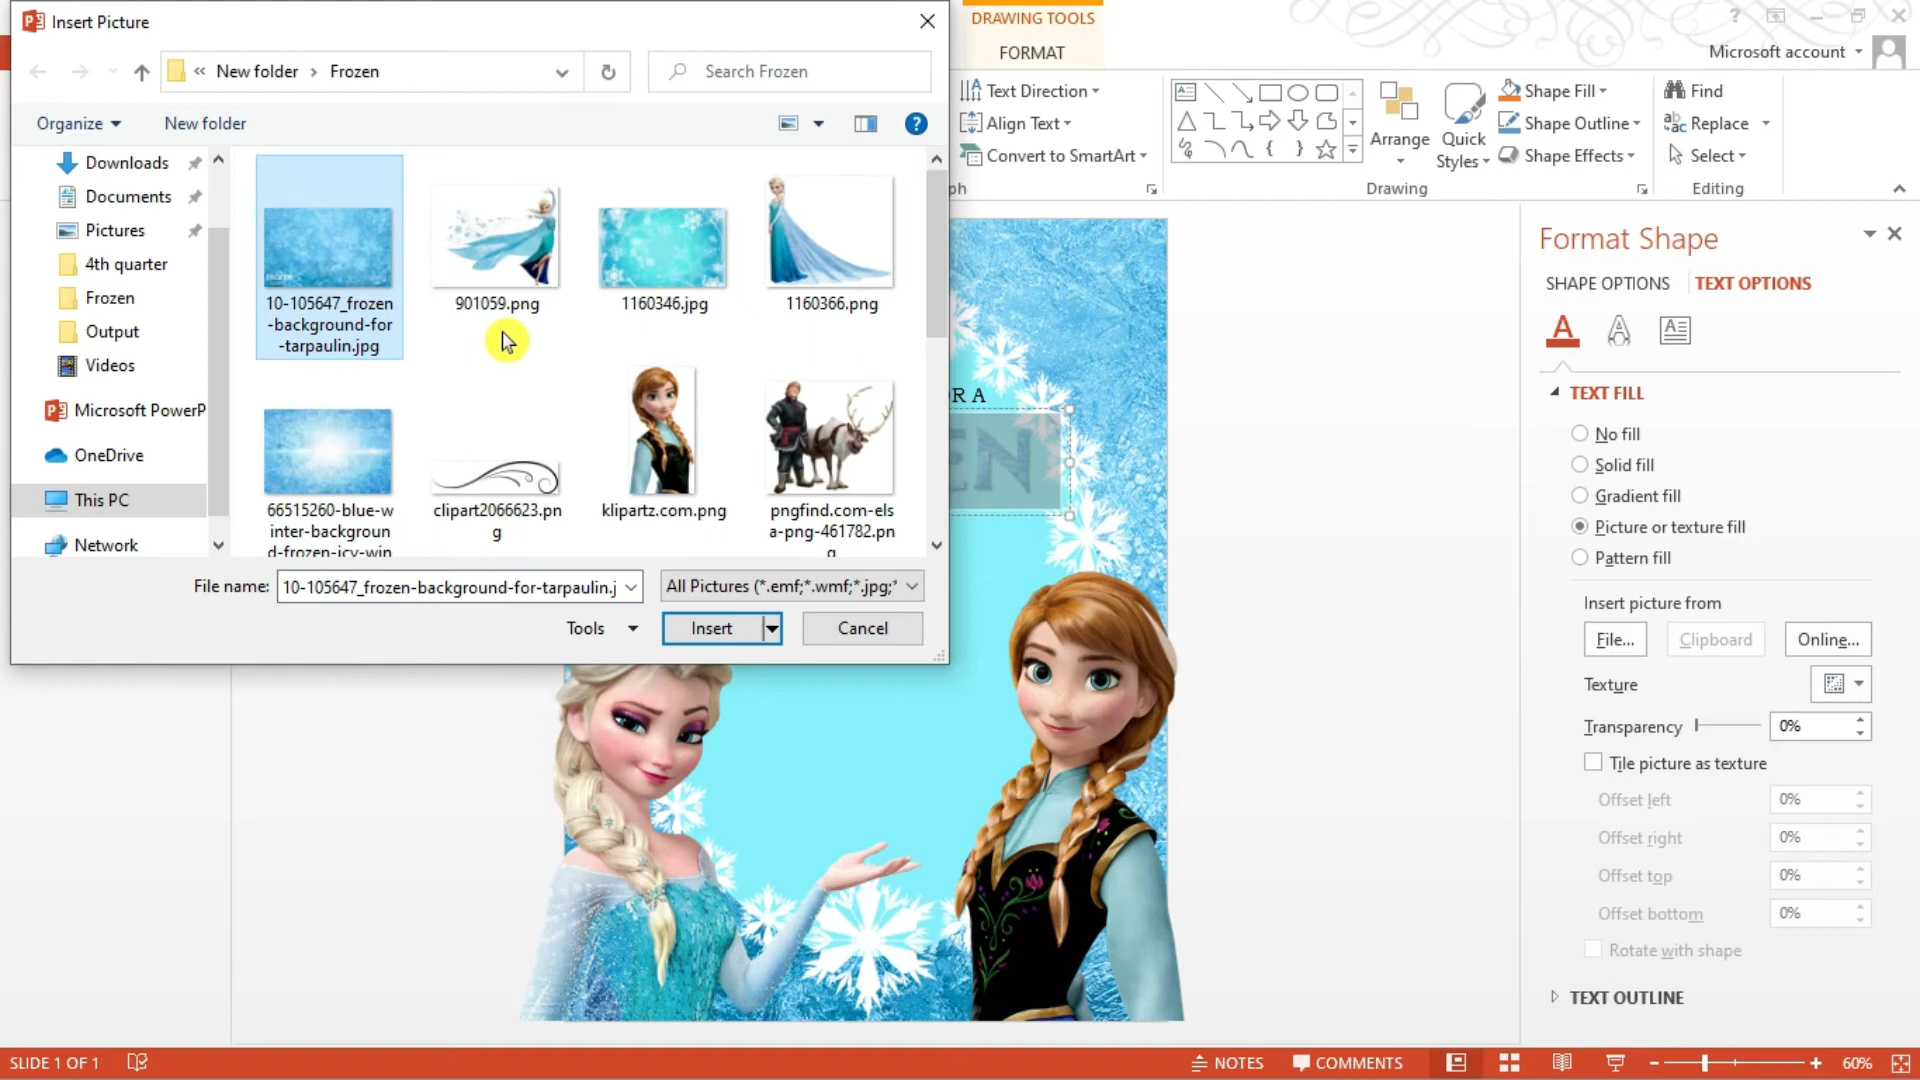 Insert Picture
« New folder › Frozen
Search Frozen
Organize
New folder
Downloads
Documents
Pictures
4th quarter
Frozen
Output
Videos
Microsoft PowerP
OneDrive
This PC
Network
10-105647_frozen
-background-for
-tarpaulin.jpg
901059.png
1160346.jpg
1160366.png
66515260-blue-w
inter-backgroun
d-frozen-icy-win
clipart2066623.pn
g
klipartz.com.png
pngfind.com-els
a-png-461782.pn
g
File name:
10-105647_frozen-background-for-tarpaulin.j
All Pictures (*.emf;*.wmf;*.jpg;*
Tools
Insert
Cancel
DRAWING TOOLS
FORMAT
Microsoft account
Text Direction
Align Text
Convert to SmartArt
ph
Arrange
Quick
Styles
Shape Fill
Shape Outline
Shape Effects
Drawing
Find
Replace
Select
Editing
OR A
EN
Format Shape
SHAPE OPTIONS
TEXT OPTIONS
TEXT FILL
No fill
Solid fill
Gradient fill
Picture or texture fill
Pattern fill
Insert picture from
File...
Clipboard
Online...
Texture
Transparency
0%
Tile picture as texture
Offset left
0%
Offset right
0%
Offset top
0%
Offset bottom
0%
Rotate with shape
TEXT OUTLINE
SLIDE 1 OF 1
NOTES
COMMENTS
60%